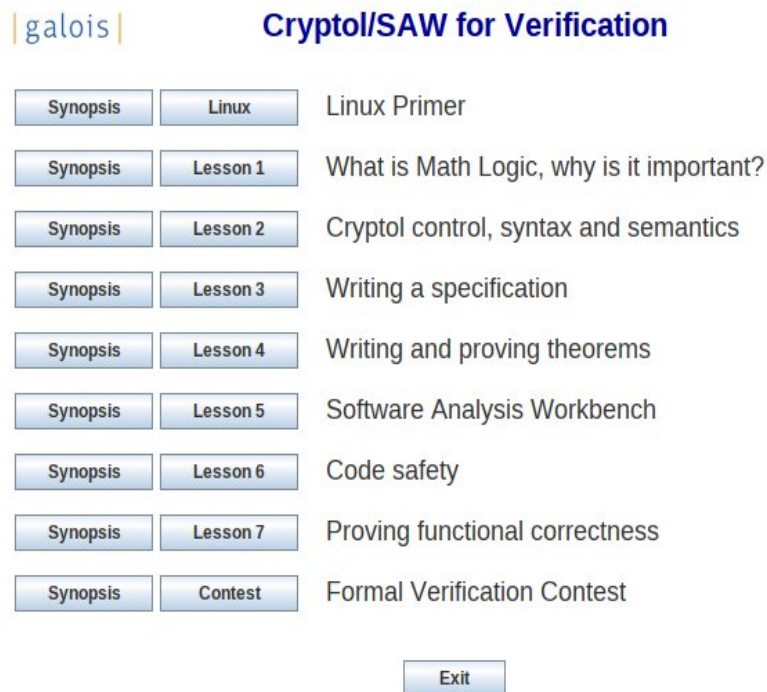 |galois| Cryptol/SAW for Verification
Synopsis Linux Linux Primer
Synopsis Lesson 1 What is Math Logic, why is it important?
Synopsis Lesson 2 Cryptol control, syntax and semantics
Synopsis Lesson 3 Writing a specification
Synopsis Lesson 4 Writing and proving theorems
Synopsis Lesson 5 Software Analysis Workbench
Synopsis Lesson 6 Code safety
Synopsis Lesson 7 Proving functional correctness
Synopsis Contest Formal Verification Contest
Exit